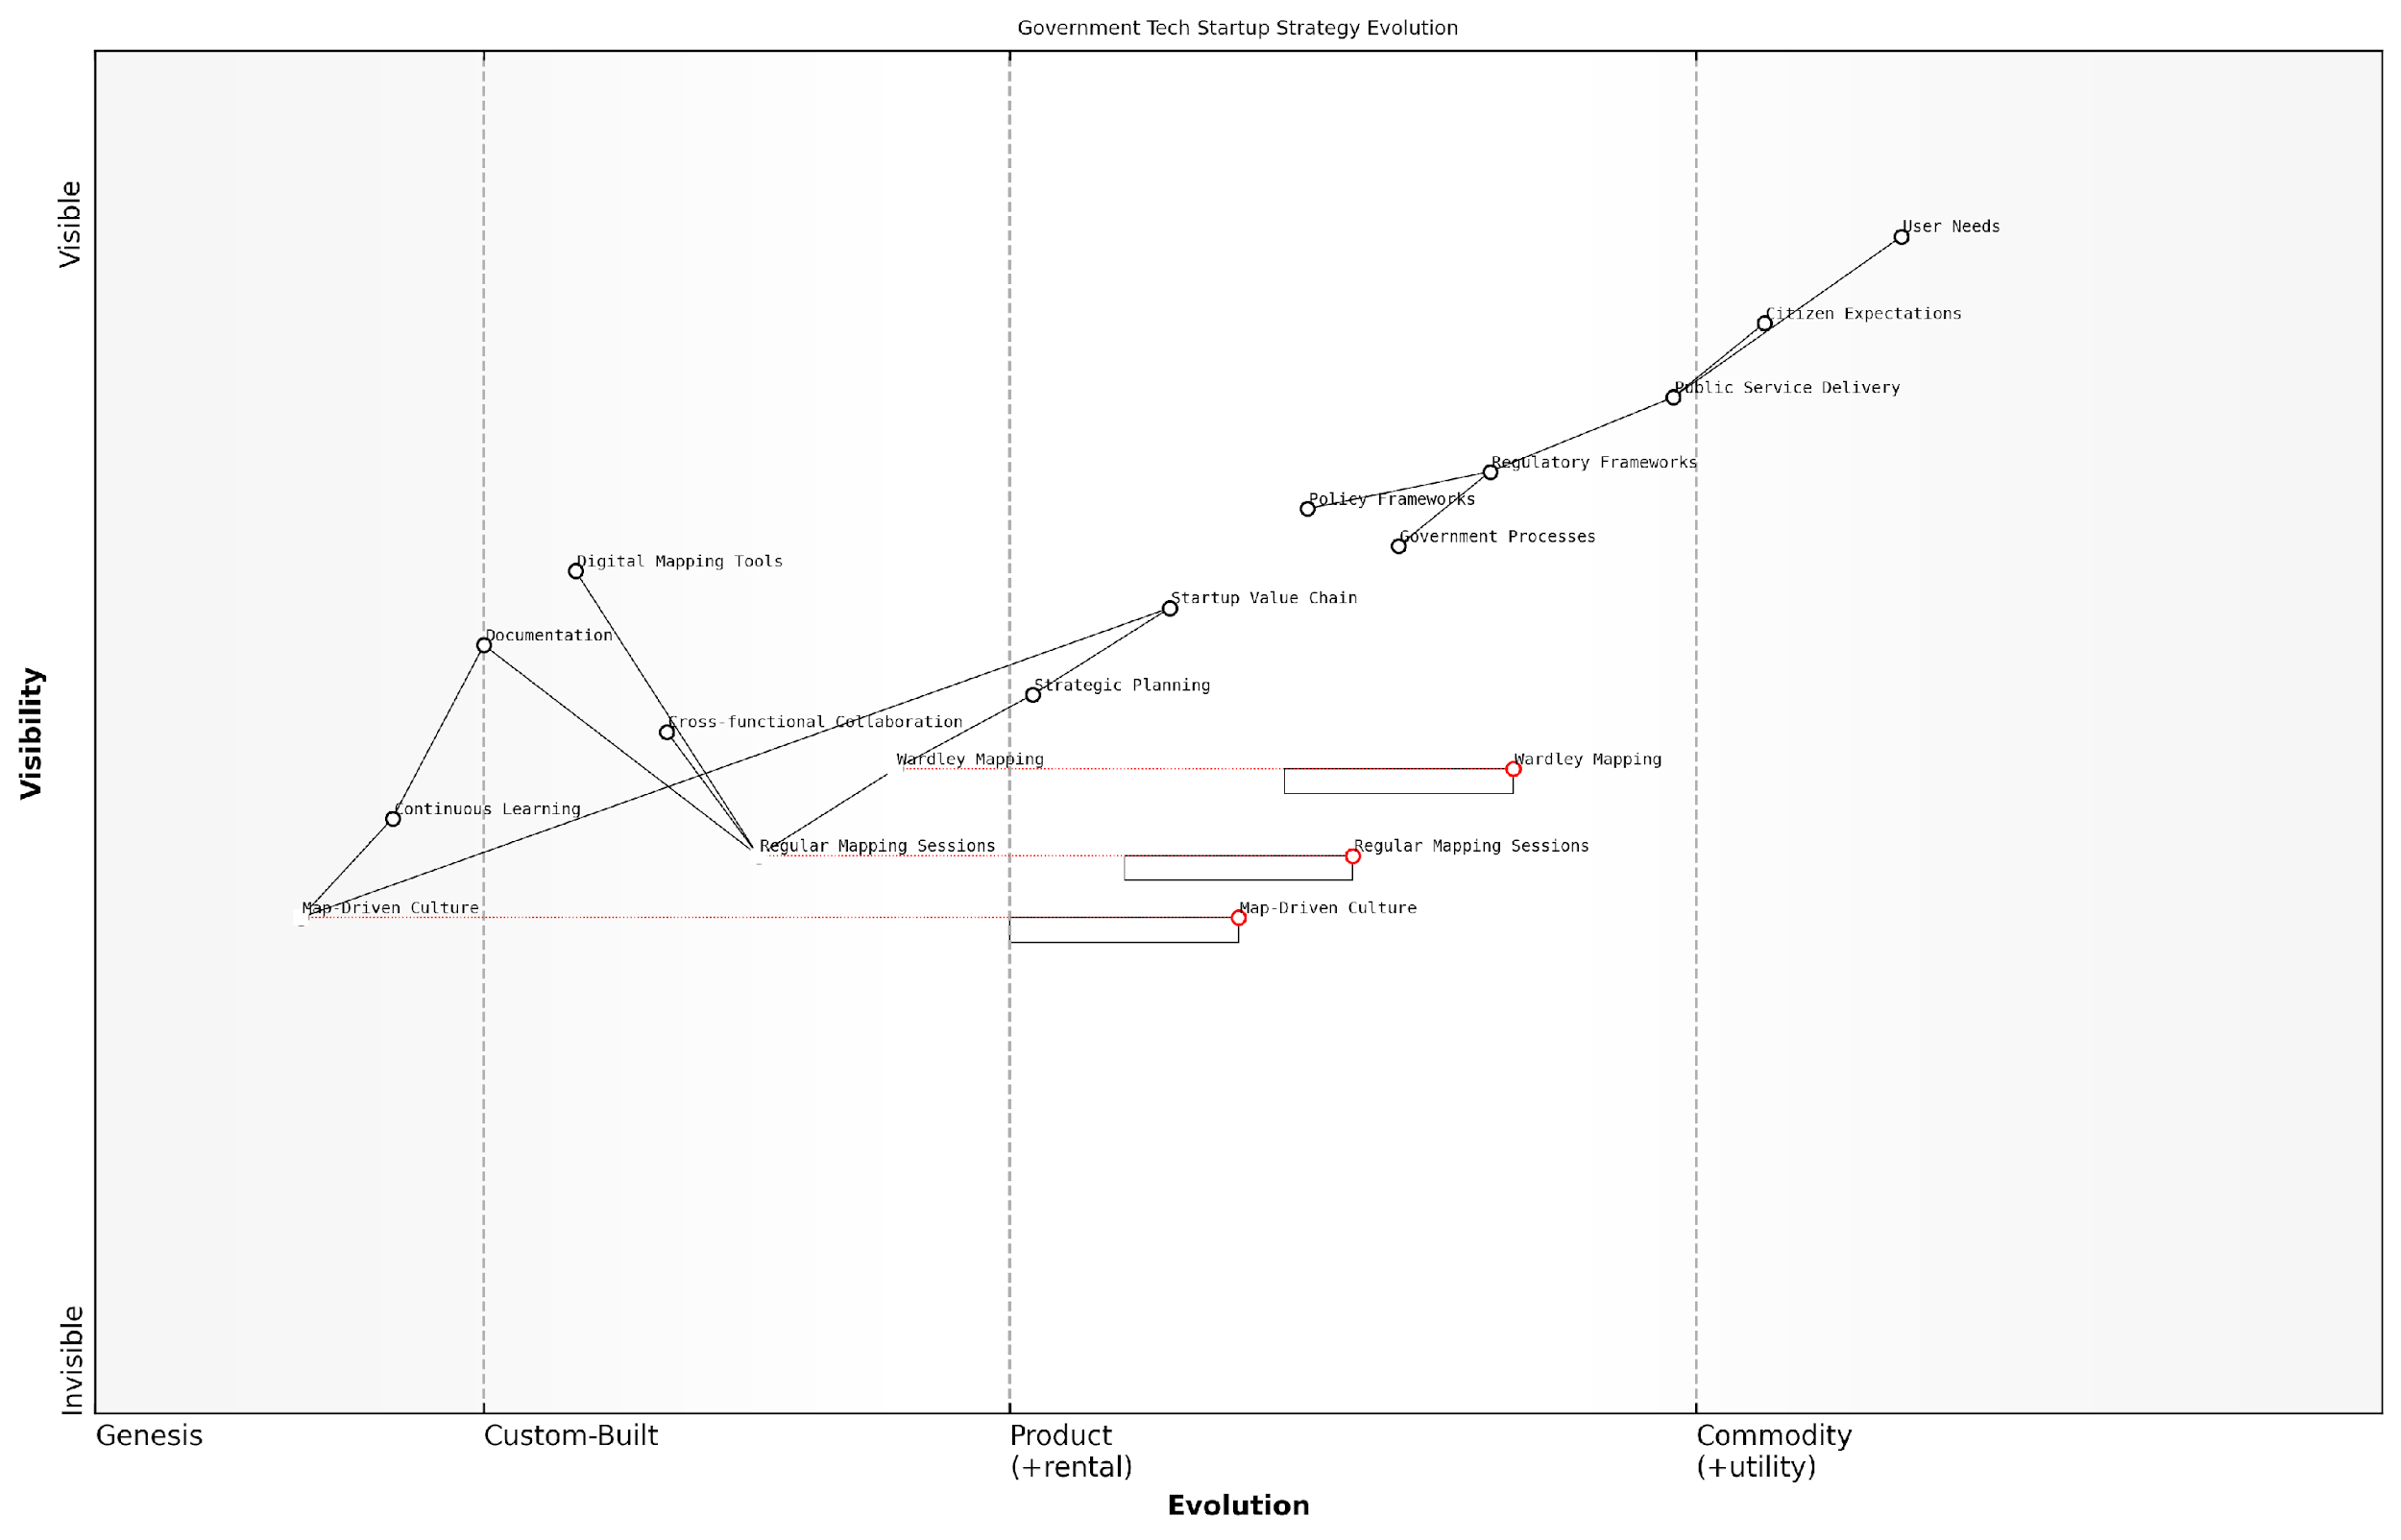 Government Tech Startup Strategy Evolution
Visible
User Needs
Citizen Expectations
Public Service Delivery
Regulatory Frameworks
Policy Frameworks
Government Processes
Digital Mapping Tools
Startup Value Chain
Documentation
Strategic Planning
Cross-functional Collaboration
Wardley Mapping
Wardley Mapping
Visibility
Continuous Learning
Regular Mapping Sessions
Regular Mapping Sessions
Map-Driven Culture
Map-Driven Culture
Invisible
Genesis
Custom-Built
Product
(+rental)
Commodity
(+utility)
Evolution